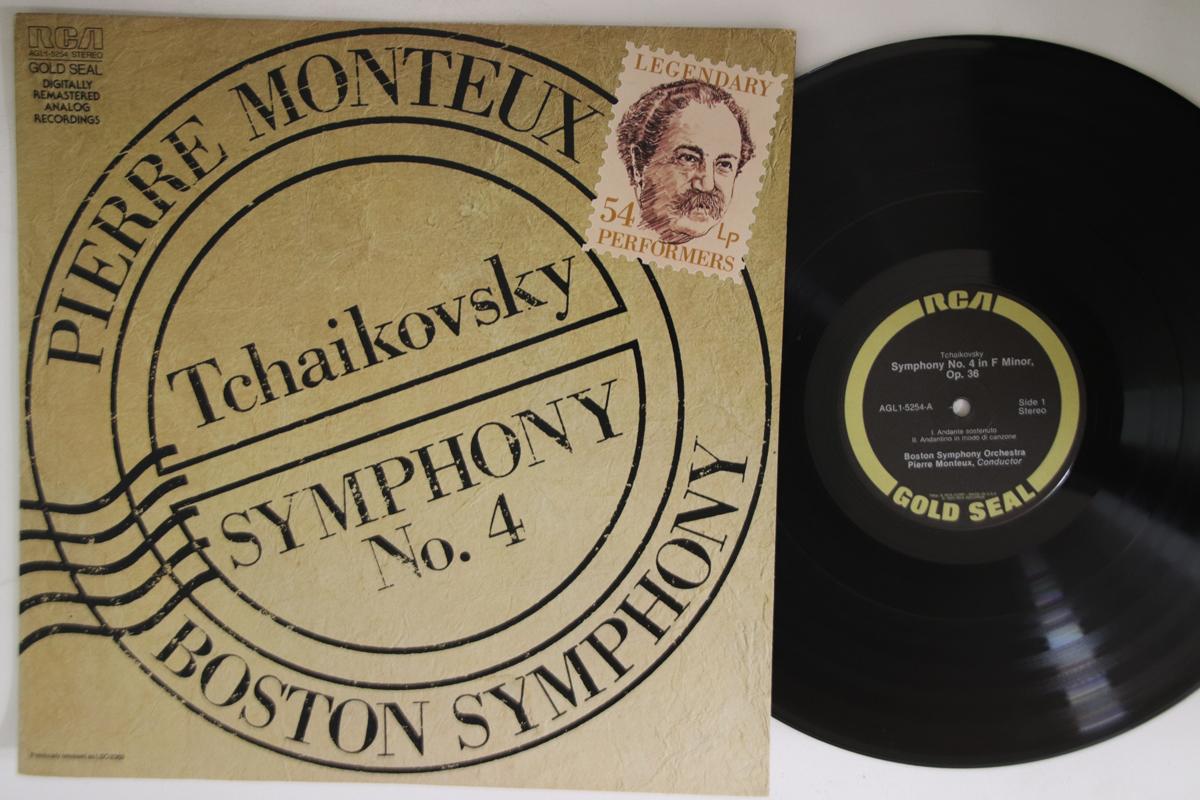 RCA
AGL1-5254 STEREO
GOLD SEAL
DIGITALLY
REMASTERED
ANALOG
RECORDINGS
PIERRE MONTEUX
LEGENDARY
54
LP
PERFORMERS
Tchaikovsky
SYMPHONY
No. 4
BOSTON SYMPHONY
RCA
Tchaikovsky
Symphony No. 4 in F Minor,
Op. 36
AGL1-5254-A
Side 1
Stereo
I. Andante sostenuto
II. Andantino in modo di canzone
Boston Symphony Orchestra
Pierre Monteux, Conductor
GOLD SEAL